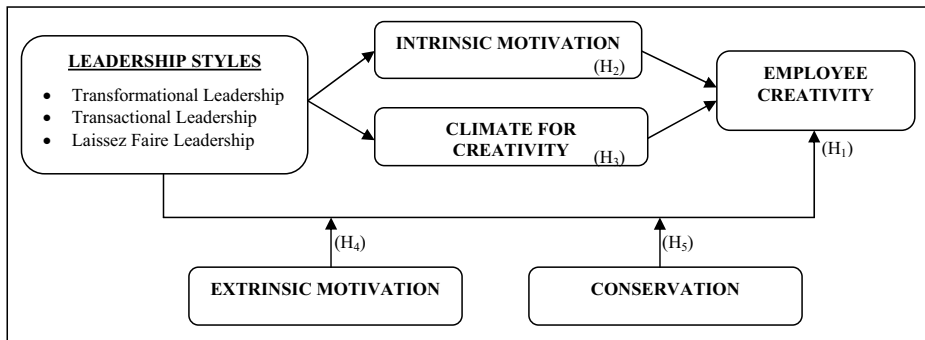 LEADERSHIP STYLES
• Transformational Leadership
• Transactional Leadership
• Laissez Faire Leadership
INTRINSIC MOTIVATION
(H2)
CLIMATE FOR
CREATIVITY
(H3)
EMPLOYEE
CREATIVITY
(H1)
(H4)
(H5)
EXTRINSIC MOTIVATION
CONSERVATION